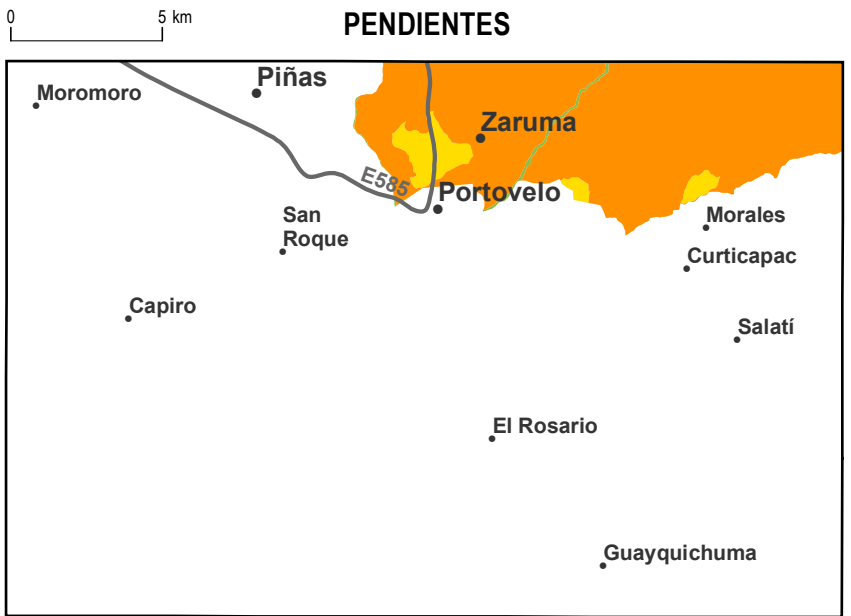 0 5 km
PENDIENTES
Piñas
Moromoro
Zaruma
E585
Portovelo
San
Roque
Morales
Curticapac
Capiro
Salatí
El Rosario
Guayquichuma